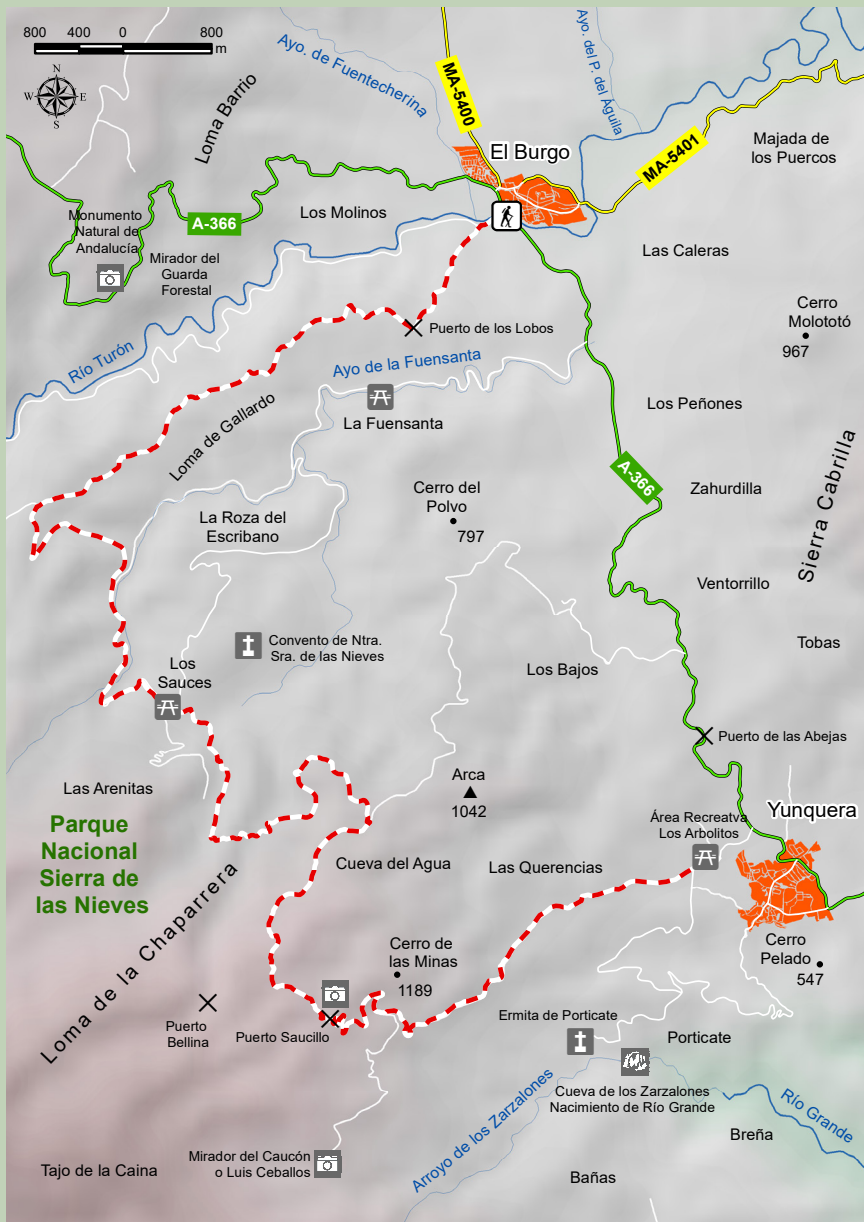 800 400 0 800
m
N
W E
S
Ayo. de Fuentecherina
Ayo. del P. del Águila
MA-5400
Loma Barrio
El Burgo
MA-5401
Majada de
los Puercos
Los Molinos
Monumento
Natural de
Andalucía
A-366
Mirador del
Guarda
Forestal
Las Caleras
Cerro
Molototó
967
Puerto de los Lobos
Río Turón
Ayo de la Fuensanta
La Fuensanta
Loma de Gallardo
Los Peñones
A-366
Sierra Cabrilla
Zahurdilla
Cerro del
Polvo
797
La Roza del
Escribano
Ventorrillo
Convento de Ntra.
Sra. de las Nieves
Tobas
Los
Sauces
Los Bajos
Puerto de las Abejas
Las Arenitas
Arca
1042
Yunquera
Área Recreatva
Los Arbolitos
Parque
Nacional
Sierra de
las Nieves
Cueva del Agua
Las Querencias
Loma de la Chaparrera
Cerro de
las Minas
1189
Cerro
Pelado
547
Puerto
Bellina
Puerto Saucillo
Ermita de Porticate
Porticate
Cueva de los Zarzalones
Nacimiento de Río Grande
Río Grande
Arroyo de los Zarzalones
Breña
Tajo de la Caina
Mirador del Caucón
o Luis Ceballos
Bañas